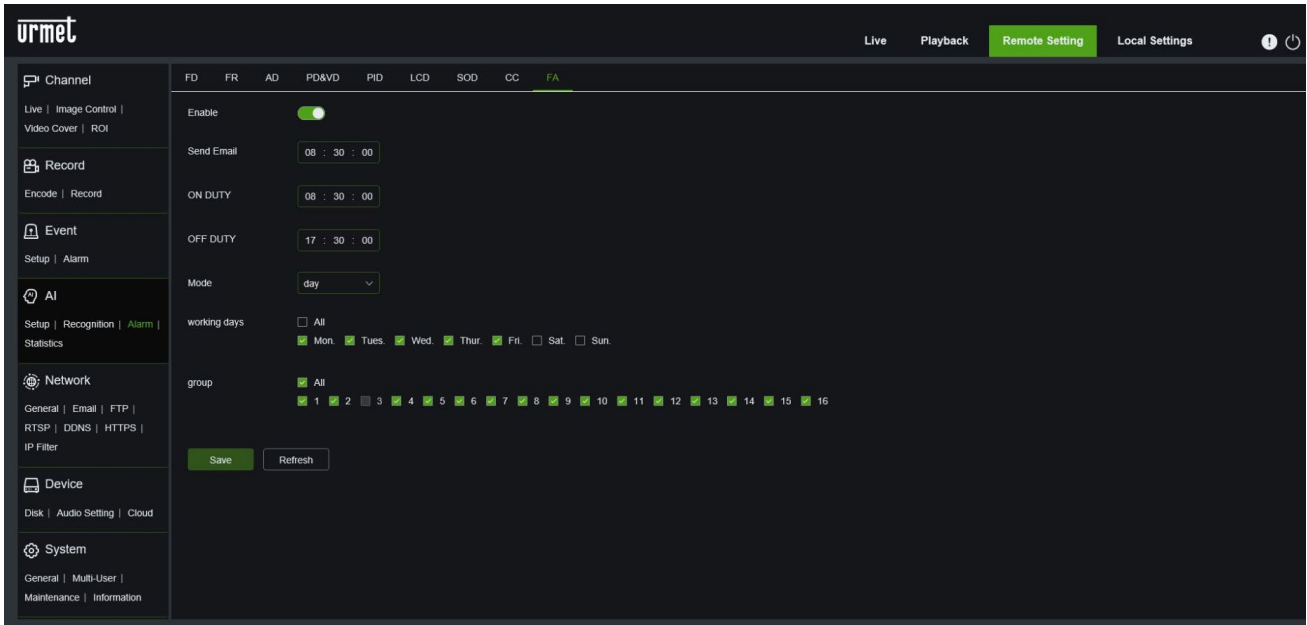 urmet
Live Playback Remote Setting Local Settings
Channel
Live | Image Control |
Video Cover | ROI
Record
Encode | Record
Event
Setup | Alarm
AI
Setup | Recognition | Alarm |
Statistics
Network
General | Email | FTP |
RTSP | DDNS | HTTPS |
IP Filter
Device
Disk | Audio Setting | Cloud
System
General | Multi-User |
Maintenance | Information
FD FR AD PD&VD PID LCD SOD CC FA
Enable
Send Email 08 : 30 : 00
ON DUTY 08 : 30 : 00
OFF DUTY 17 : 30 : 00
Mode day
working days All
Mon. Tues. Wed. Thur. Fri. Sat. Sun.
group All
1 2 3 4 5 6 7 8 9 10 11 12 13 14 15 16
Save Refresh